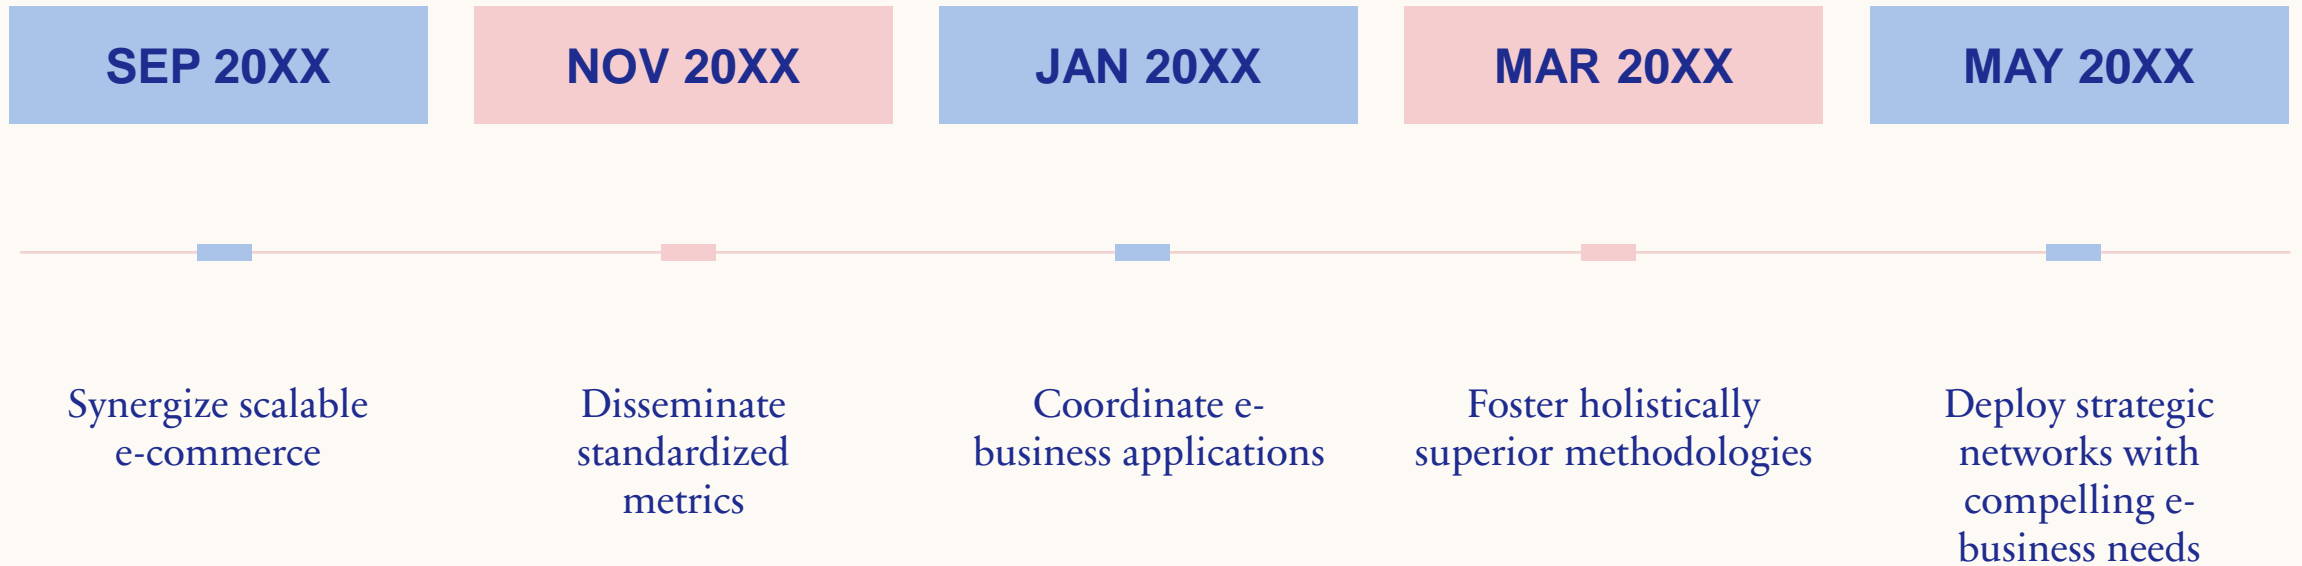 SEP 20XX
NOV 20XX
JAN 20XX
MAR 20XX
MAY 20XX
Synergize scalable
e-commerce
Disseminate
standardized
metrics
Coordinate e-
business applications
Foster holistically
superior methodologies
Deploy strategic
networks with
compelling e-
business needs